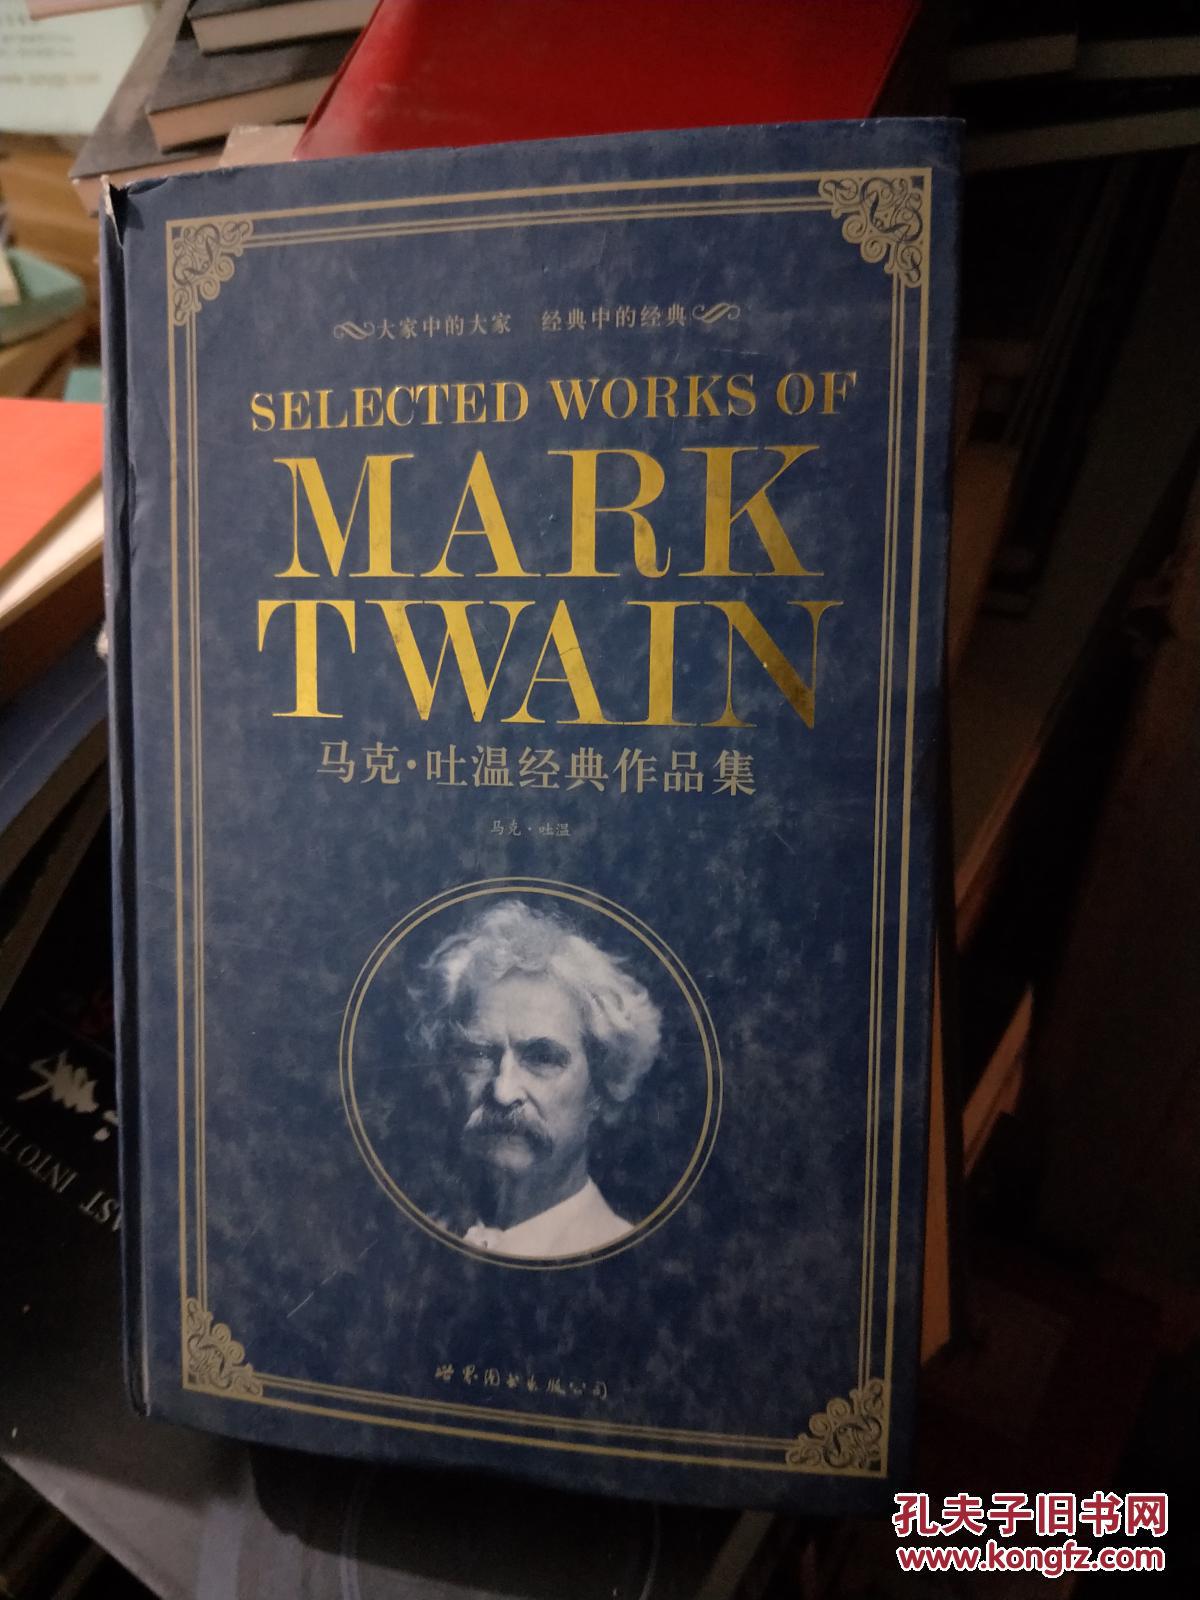 大家中的大家 经典中的经典
SELECTED WORKS OF
MARK
TWAIN
马克·吐温经典作品集
马克·吐温
世界图书出版公司
INTO T
AST
孔夫子旧书网
www.kongfz.com